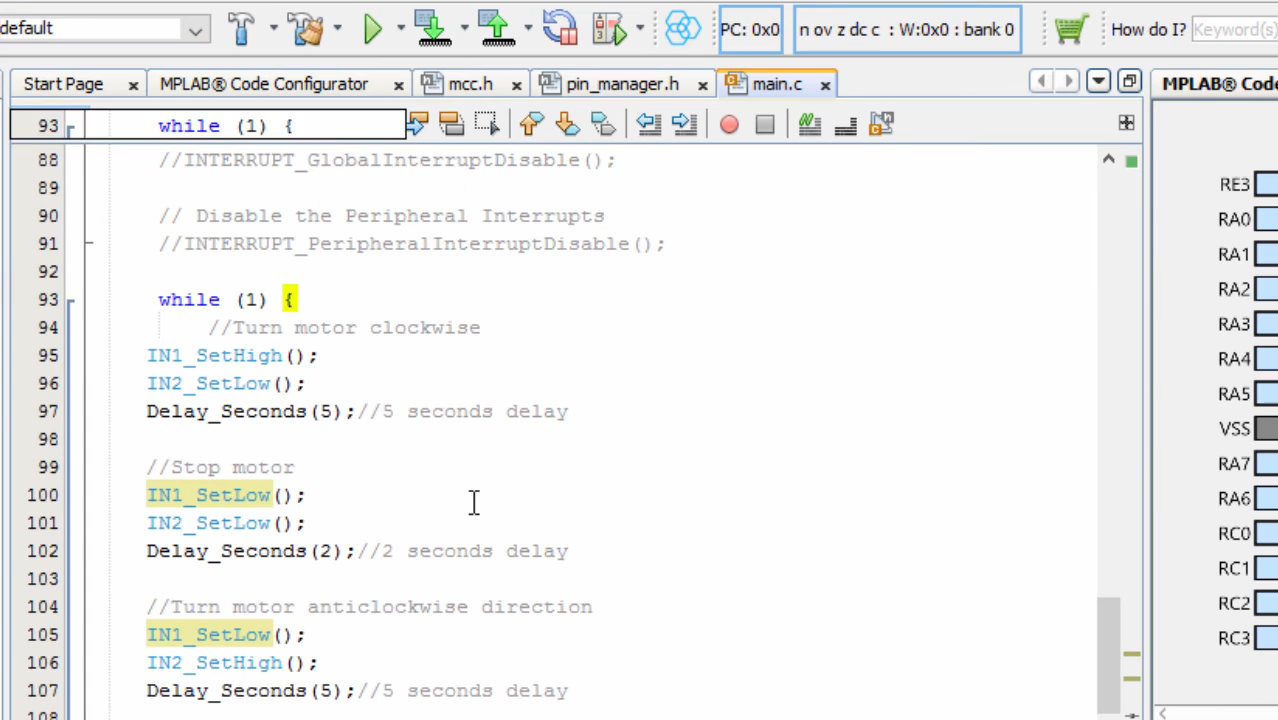 default
PC: 0x0
n ov z dc c : W:0x0 : bank 0
How do I?
Keyword(s)
Start Page
MPLAB® Code Configurator
mcc.h
pin_manager.h
main.c
MPLAB® Code
93 while (1) {
88 //INTERRUPT_GlobalInterruptDisable();
89
90 // Disable the Peripheral Interrupts
91 //INTERRUPT_PeripheralInterruptDisable();
92
93 while (1) {
94 //Turn motor clockwise
95 IN1_SetHigh();
96 IN2_SetLow();
97 Delay_Seconds(5);//5 seconds delay
98
99 //Stop motor
100 IN1_SetLow();
101 IN2_SetLow();
102 Delay_Seconds(2);//2 seconds delay
103
104 //Turn motor anticlockwise direction
105 IN1_SetLow();
106 IN2_SetHigh();
107 Delay_Seconds(5);//5 seconds delay
108
RE3
RA0
RA1
RA2
RA3
RA4
RA5
VSS
RA7
RA6
RC0
RC1
RC2
RC3